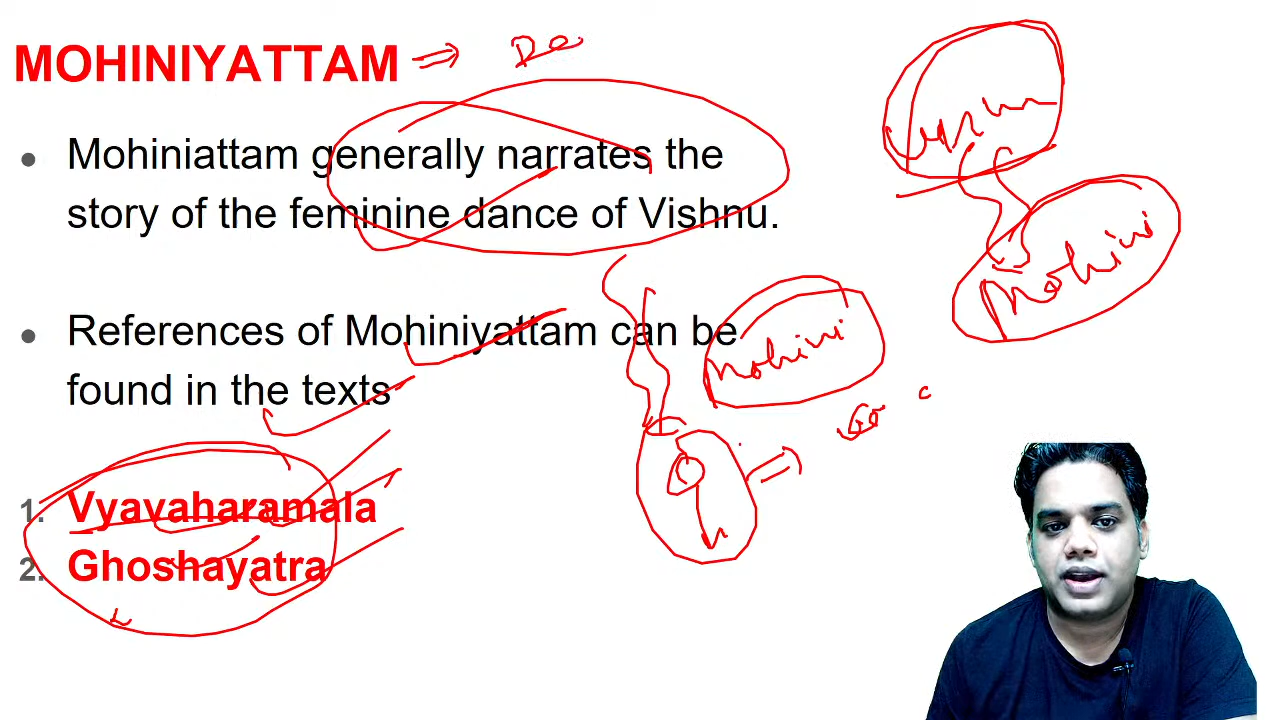 MOHINIYATTAM
• Mohiniattam generally narrates the
story of the feminine dance of Vishnu.
• References of Mohiniyattam can be
found in the texts
1. Vyavaharamala
2. Ghoshayatra
Mohini
Mohini